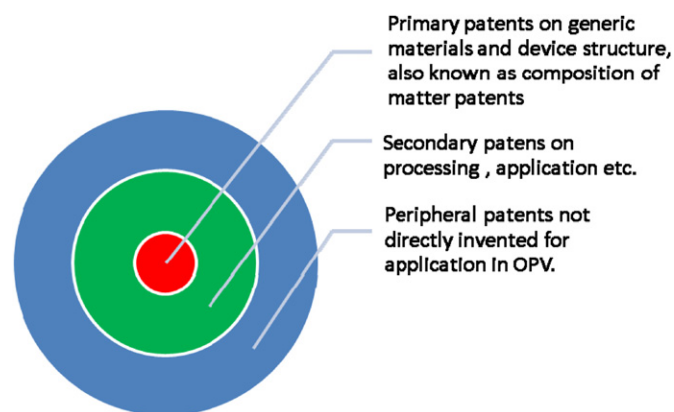 Primary patents on generic
materials and device structure,
also known as composition of
matter patents
Secondary patens on
processing , application etc.
Peripheral patents not
directly invented for
application in OPV.